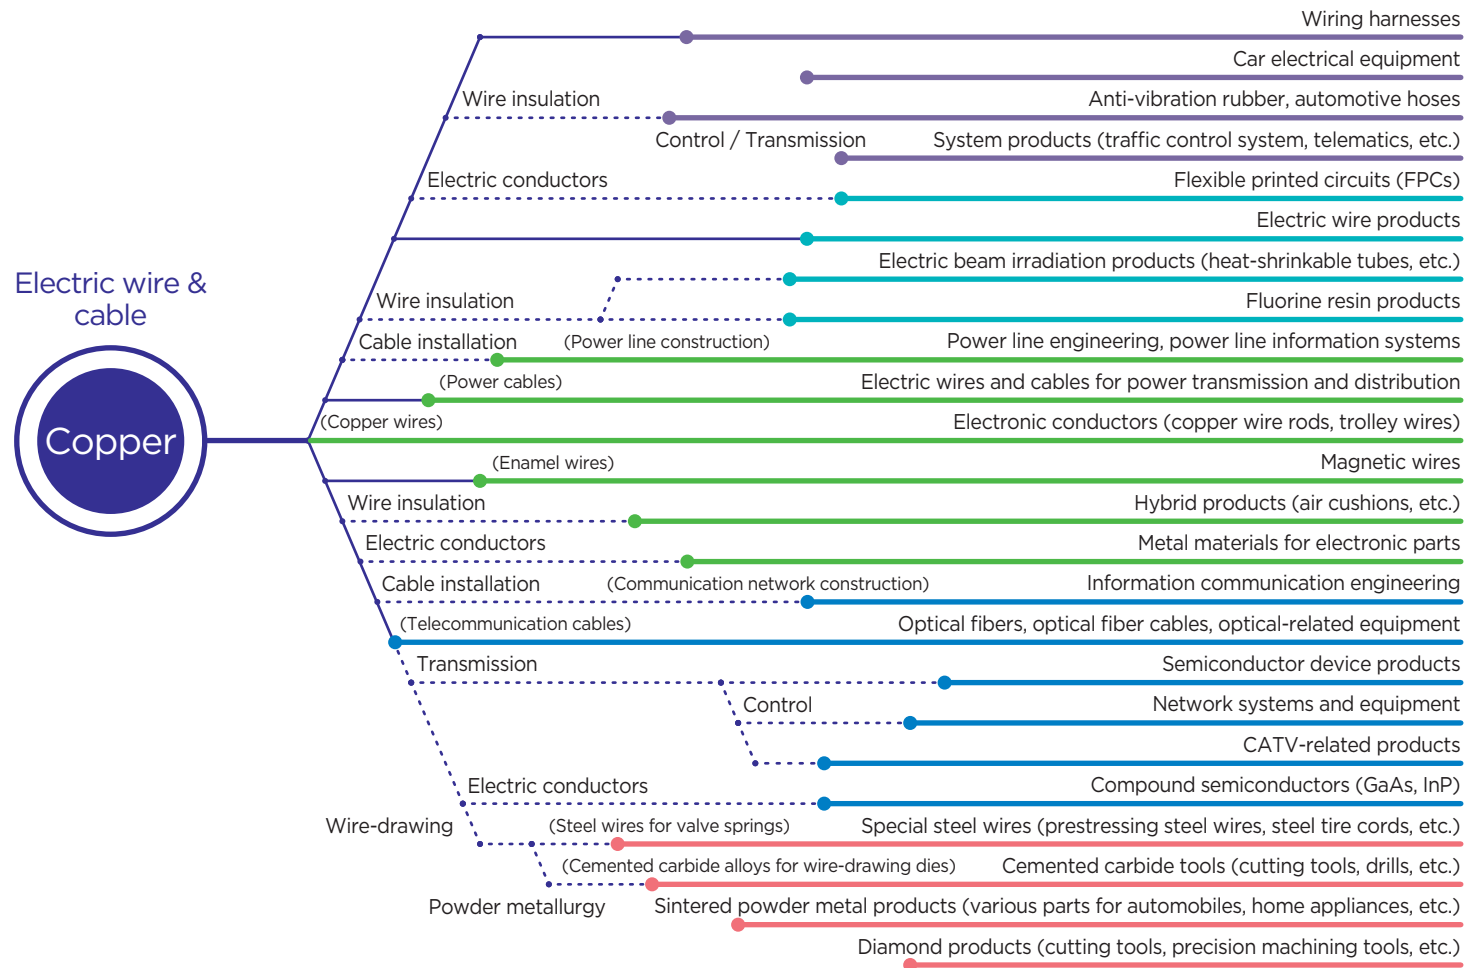 Wiring harnesses
Car electrical equipment
Wire insulation
Anti-vibration rubber, automotive hoses
Control / Transmission
System products (traffic control system, telematics, etc.)
Electric conductors
Flexible printed circuits (FPCs)
Electric wire products
Electric beam irradiation products (heat-shrinkable tubes, etc.)
Electric wire &
cable
Copper
Wire insulation
Fluorine resin products
Cable installation
(Power line construction)
Power line engineering, power line information systems
(Power cables)
Electric wires and cables for power transmission and distribution
(Copper wires)
Electronic conductors (copper wire rods, trolley wires)
(Enamel wires)
Magnetic wires
Wire insulation
Hybrid products (air cushions, etc.)
Electric conductors
Metal materials for electronic parts
Cable installation
(Communication network construction)
Information communication engineering
(Telecommunication cables)
Optical fibers, optical fiber cables, optical-related equipment
Transmission
Semiconductor device products
Control
Network systems and equipment
CATV-related products
Electric conductors
Compound semiconductors (GaAs, InP)
Wire-drawing
(Steel wires for valve springs)
Special steel wires (prestressing steel wires, steel tire cords, etc.)
(Cemented carbide alloys for wire-drawing dies)
Cemented carbide tools (cutting tools, drills, etc.)
Powder metallurgy
Sintered powder metal products (various parts for automobiles, home appliances, etc.)
Diamond products (cutting tools, precision machining tools, etc.)